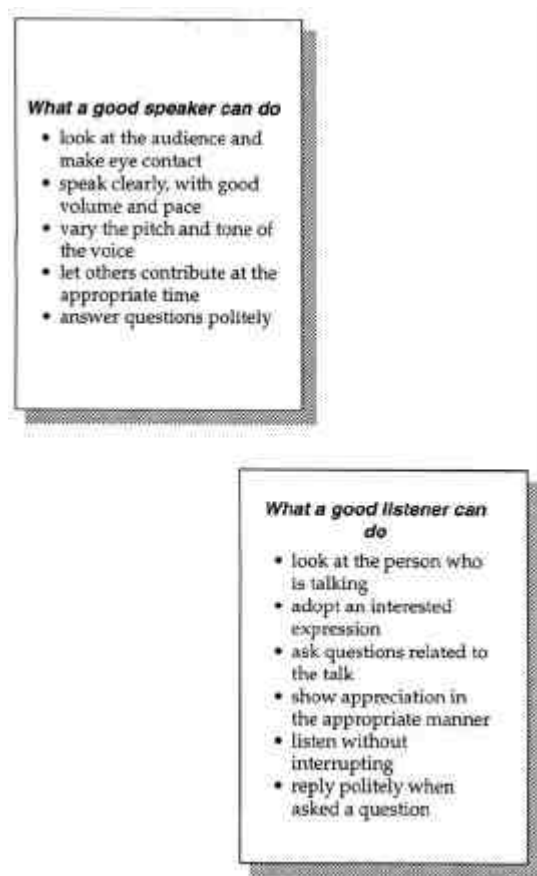 What a good speaker can do
• look at the audience and
make eye contact
• speak clearly, with good
volume and pace
• vary the pitch and tone of
the voice
• let others contribute at the
appropriate time
• answer questions politely
What a good listener can
do
• look at the person who
is talking
• adopt an interested
expression
• ask questions related to
the talk
• show appreciation in
the appropriate manner
• listen without
interrupting
• reply politely when
asked a question